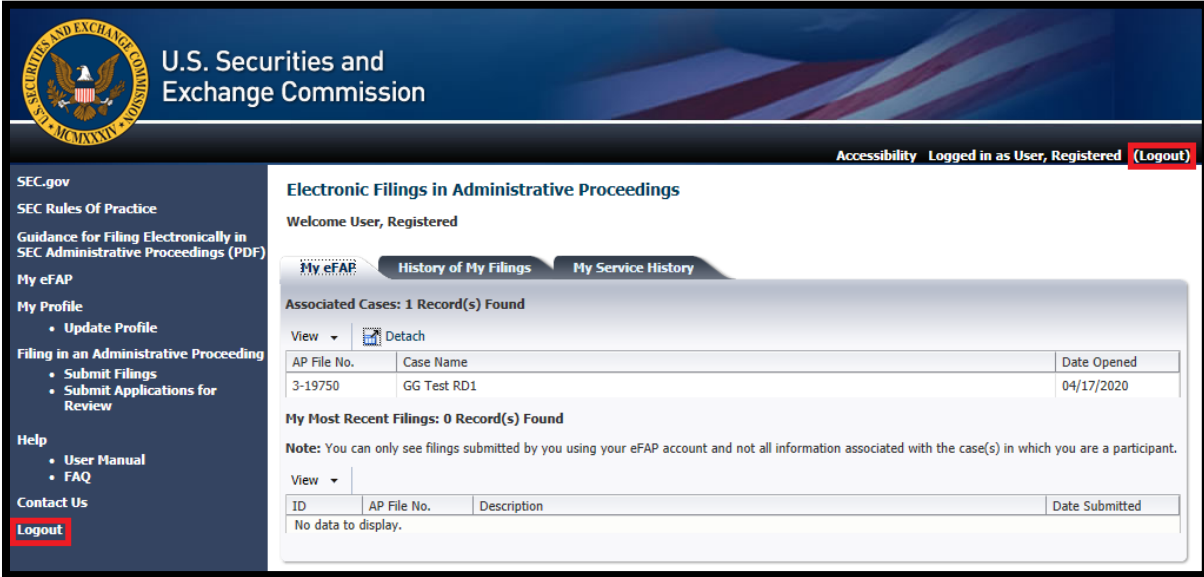 U.S. SECURITIES AND EXCHANGE COMMISSION
MCMXXXIV
U.S. Securities and
Exchange Commission
Accessibility Logged in as User, Registered (Logout)
SEC.gov
SEC Rules Of Practice
Guidance for Filing Electronically in
SEC Administrative Proceedings (PDF)
My eFAP
My Profile
• Update Profile
Filing in an Administrative Proceeding
• Submit Filings
• Submit Applications for
Review
Help
• User Manual
• FAQ
Contact Us
Logout
Electronic Filings in Administrative Proceedings
Welcome User, Registered
My eFAP History of My Filings My Service History
Associated Cases: 1 Record(s) Found
View Detach
AP File No. Case Name Date Opened
3-19750 GG Test RD1 04/17/2020
My Most Recent Filings: 0 Record(s) Found
Note: You can only see filings submitted by you using your eFAP account and not all information associated with the case(s) in which you are a participant.
View
ID AP File No. Description Date Submitted
No data to display.